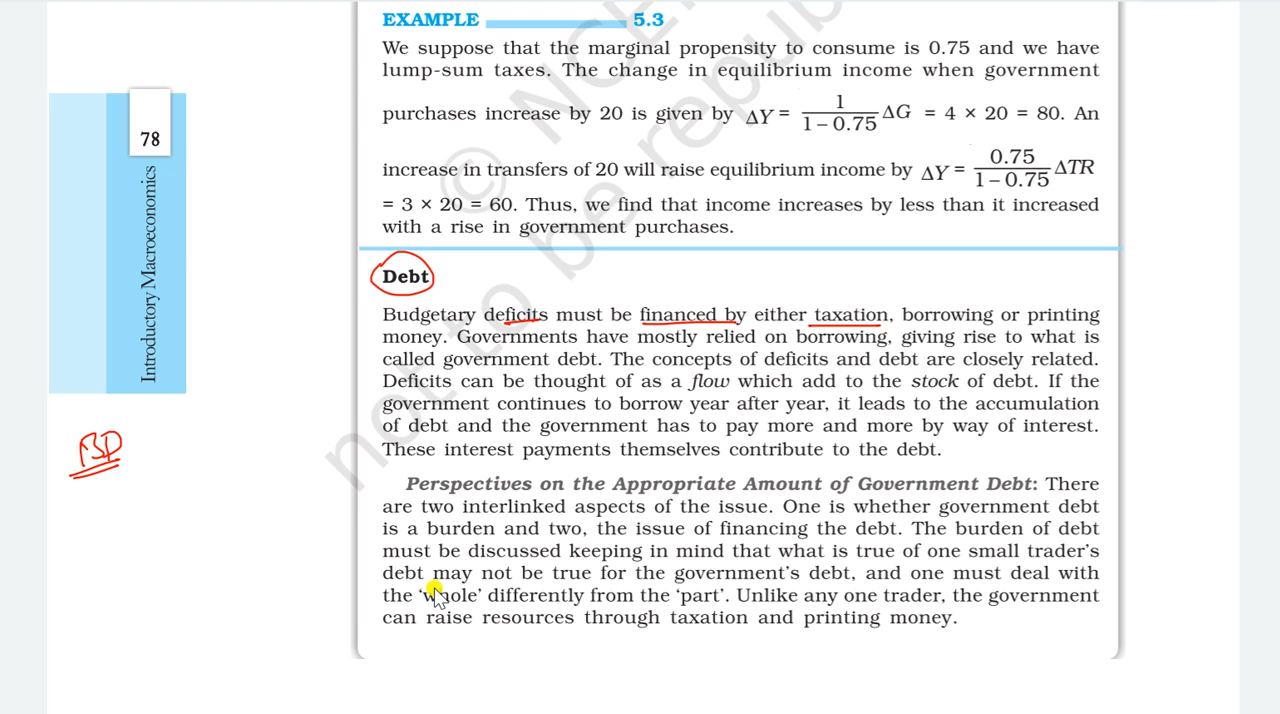 EXAMPLE 5.3
We suppose that the marginal propensity to consume is 0.75 and we have
lump-sum taxes. The change in equilibrium income when government
purchases increase by 20 is given by ΔY = 1/(1 – 0.75) ΔG = 4 × 20 = 80. An
increase in transfers of 20 will raise equilibrium income by ΔY = 0.75/(1 – 0.75) ΔTR
= 3 × 20 = 60. Thus, we find that income increases by less than it increased
with a rise in government purchases.
78
Introductory Macroeconomics
BD
Debt
Budgetary deficits must be financed by either taxation, borrowing or printing
money. Governments have mostly relied on borrowing, giving rise to what is
called government debt. The concepts of deficits and debt are closely related.
Deficits can be thought of as a flow which add to the stock of debt. If the
government continues to borrow year after year, it leads to the accumulation
of debt and the government has to pay more and more by way of interest.
These interest payments themselves contribute to the debt.
Perspectives on the Appropriate Amount of Government Debt: There
are two interlinked aspects of the issue. One is whether government debt
is a burden and two, the issue of financing the debt. The burden of debt
must be discussed keeping in mind that what is true of one small trader's
debt may not be true for the government's debt, and one must deal with
the 'whole' differently from the 'part'. Unlike any one trader, the government
can raise resources through taxation and printing money.
© NCE
not to be repub